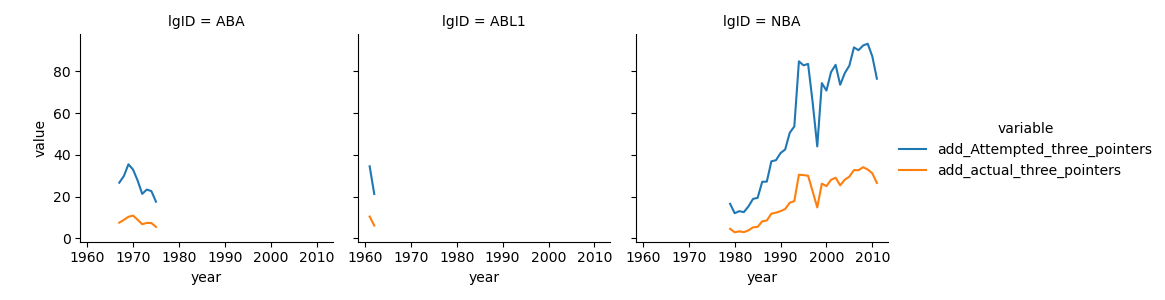 lgID = ABA
lgID = ABL1
lgID = NBA
80
60
40
20
0
value
1960 1970 1980 1990 2000 2010
1960 1970 1980 1990 2000 2010
1960 1970 1980 1990 2000 2010
year
year
year
variable
add_Attempted_three_pointers
add_actual_three_pointers